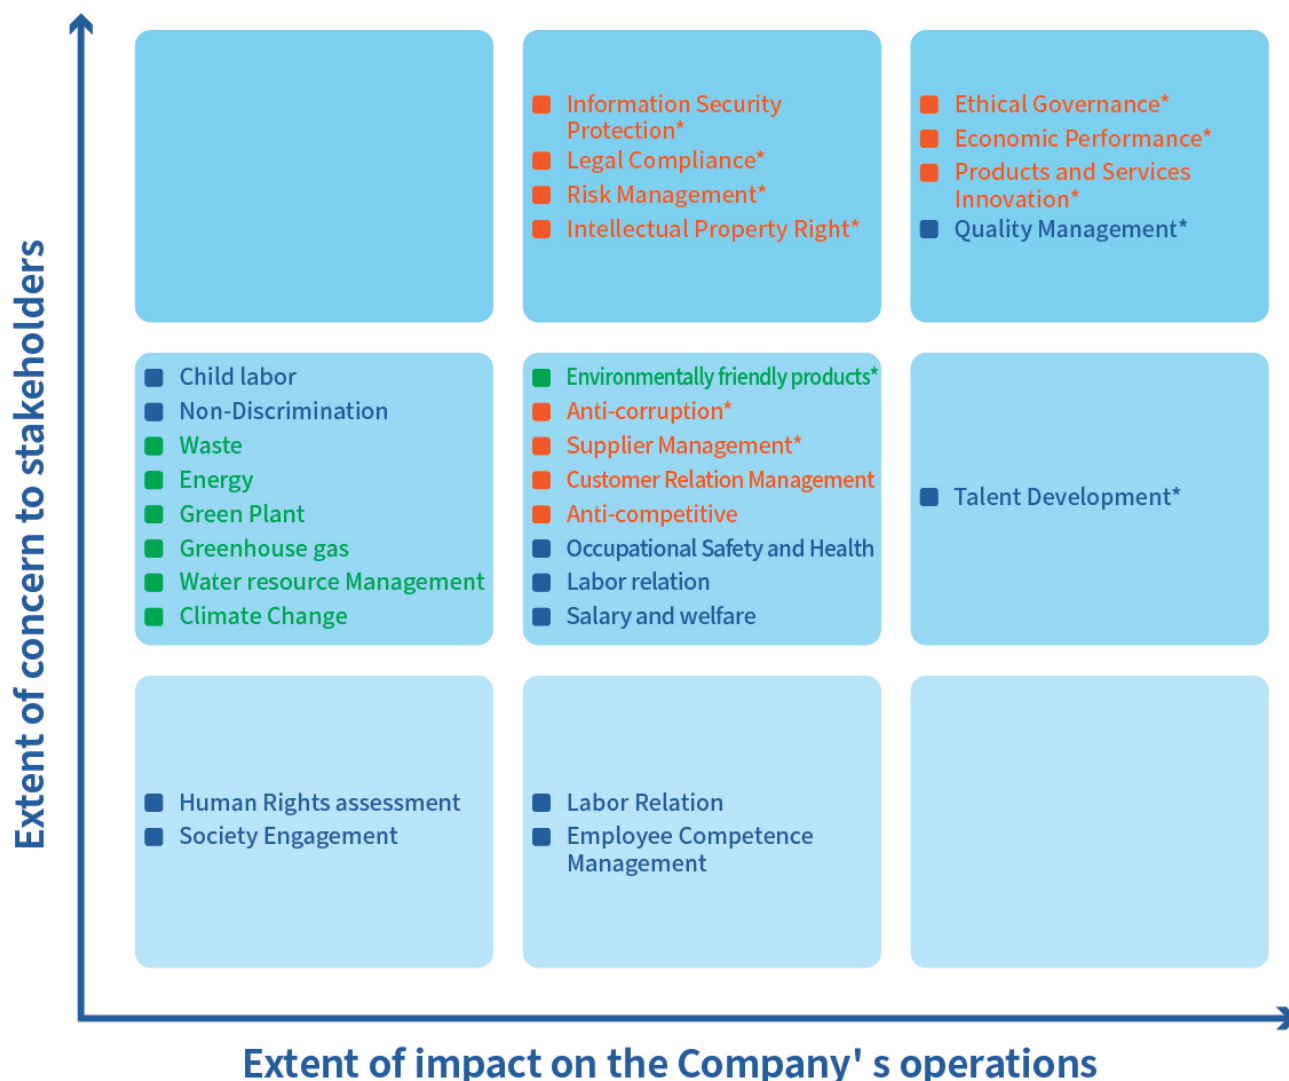 Extent of concern to stakeholders
Information Security
Protection*
Legal Compliance*
Risk Management*
Intellectual Property Right*
Ethical Governance*
Economic Performance*
Products and Services
Innovation*
Quality Management*
Child labor
Non-Discrimination
Waste
Energy
Green Plant
Greenhouse gas
Water resource Management
Climate Change
Environmentally friendly products*
Anti-corruption*
Supplier Management*
Customer Relation Management
Anti-competitive
Occupational Safety and Health
Labor relation
Salary and welfare
Talent Development*
Human Rights assessment
Society Engagement
Labor Relation
Employee Competence
Management
Extent of impact on the Company' s operations